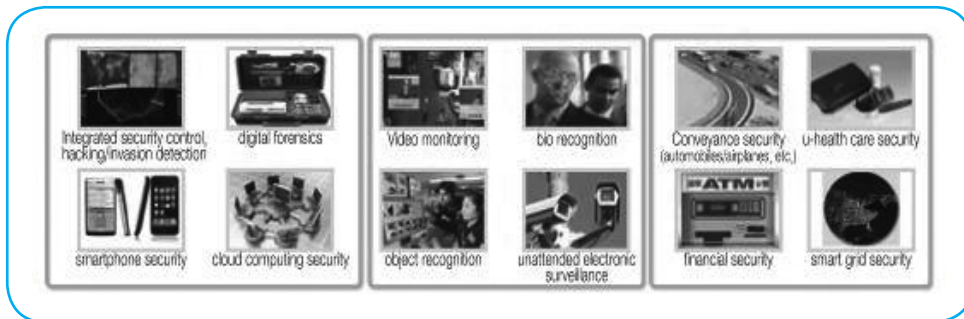 Integrated security control,
hacking/invasion detection
digital forensics
Video monitoring
bio recognition
Conveyance security
(automobiles/airplanes, etc.)
u-health care security
ATM
smartphone security
cloud computing security
object recognition
unattended electronic
surveillance
financial security
smart grid security